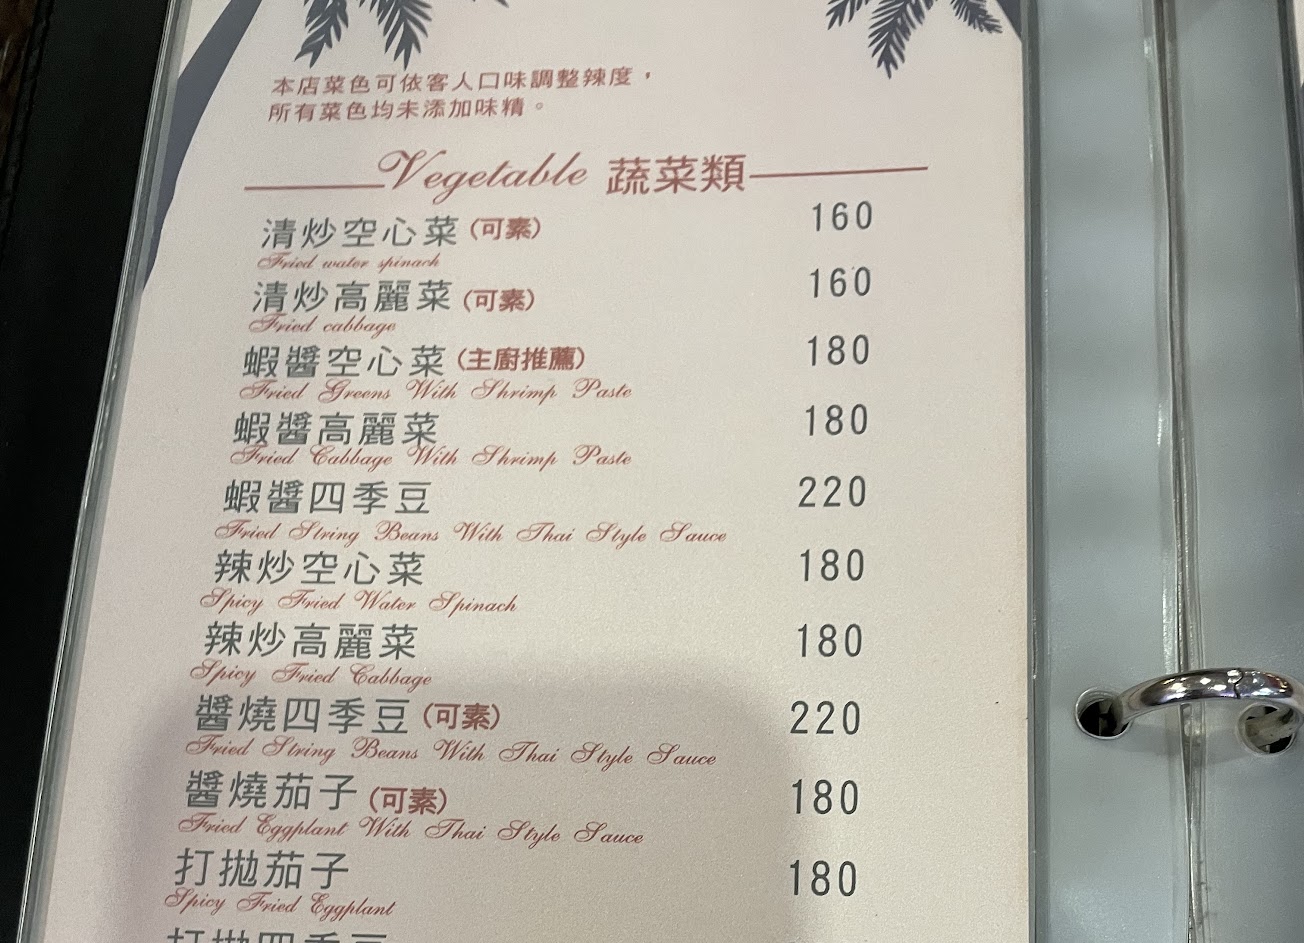 本店菜色可依客人口味調整辣度，
所有菜色均未添加味精。
Vegetable 蔬菜類
清炒空心菜(可素) 160
Fried water spinach
清炒高麗菜(可素) 160
Fried cabbage
蝦醬空心菜(主廚推薦) 180
Fried Greens With Shrimp Paste
蝦醬高麗菜 180
Fried Cabbage With Shrimp Paste
蝦醬四季豆 220
Fried String Beans With Thai Style Sauce
辣炒空心菜 180
Spicy Fried Water Spinach
辣炒高麗菜 180
Spicy Fried Cabbage
醬燒四季豆(可素) 220
Fried String Beans With Thai Style Sauce
醬燒茄子(可素) 180
Fried Eggplant With Thai Style Sauce
打拋茄子 180
Spicy Fried Eggplant
打拋四季豆